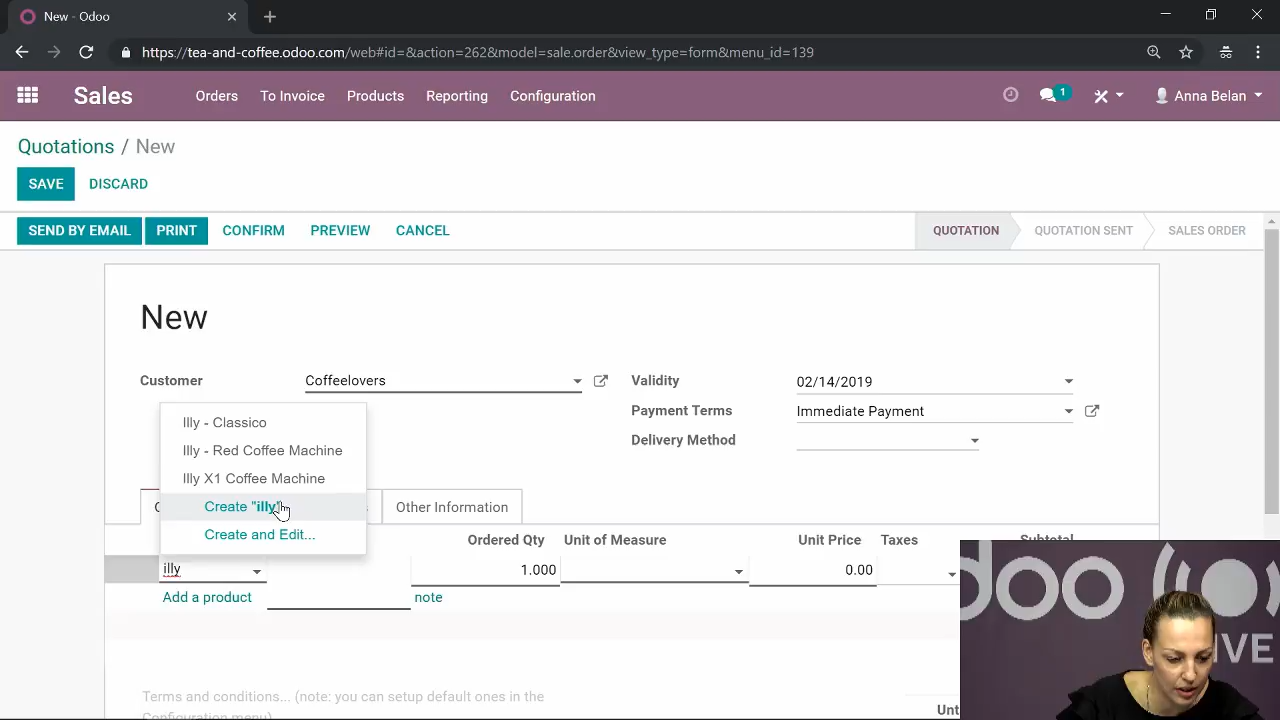 New - Odoo
https://tea-and-coffee.odoo.com/web#id=&action=262&model=sale.order&view_type=form&menu_id=139
Sales Orders To Invoice Products Reporting Configuration 1 Anna Belan
Quotations / New
SAVE DISCARD
SEND BY EMAIL PRINT CONFIRM PREVIEW CANCEL QUOTATION QUOTATION SENT SALES ORDER
New
Customer Coffeelovers Validity 02/14/2019
Payment Terms Immediate Payment
Delivery Method
Illy - Classico
Illy - Red Coffee Machine
Illy X1 Coffee Machine
Create "illy"
Create and Edit...
Other Information
Ordered Qty Unit of Measure Unit Price Taxes Subtotal
illy 1.000 0.00
Add a product note
Terms and conditions... (note: you can setup default ones in the
Configuration menu)